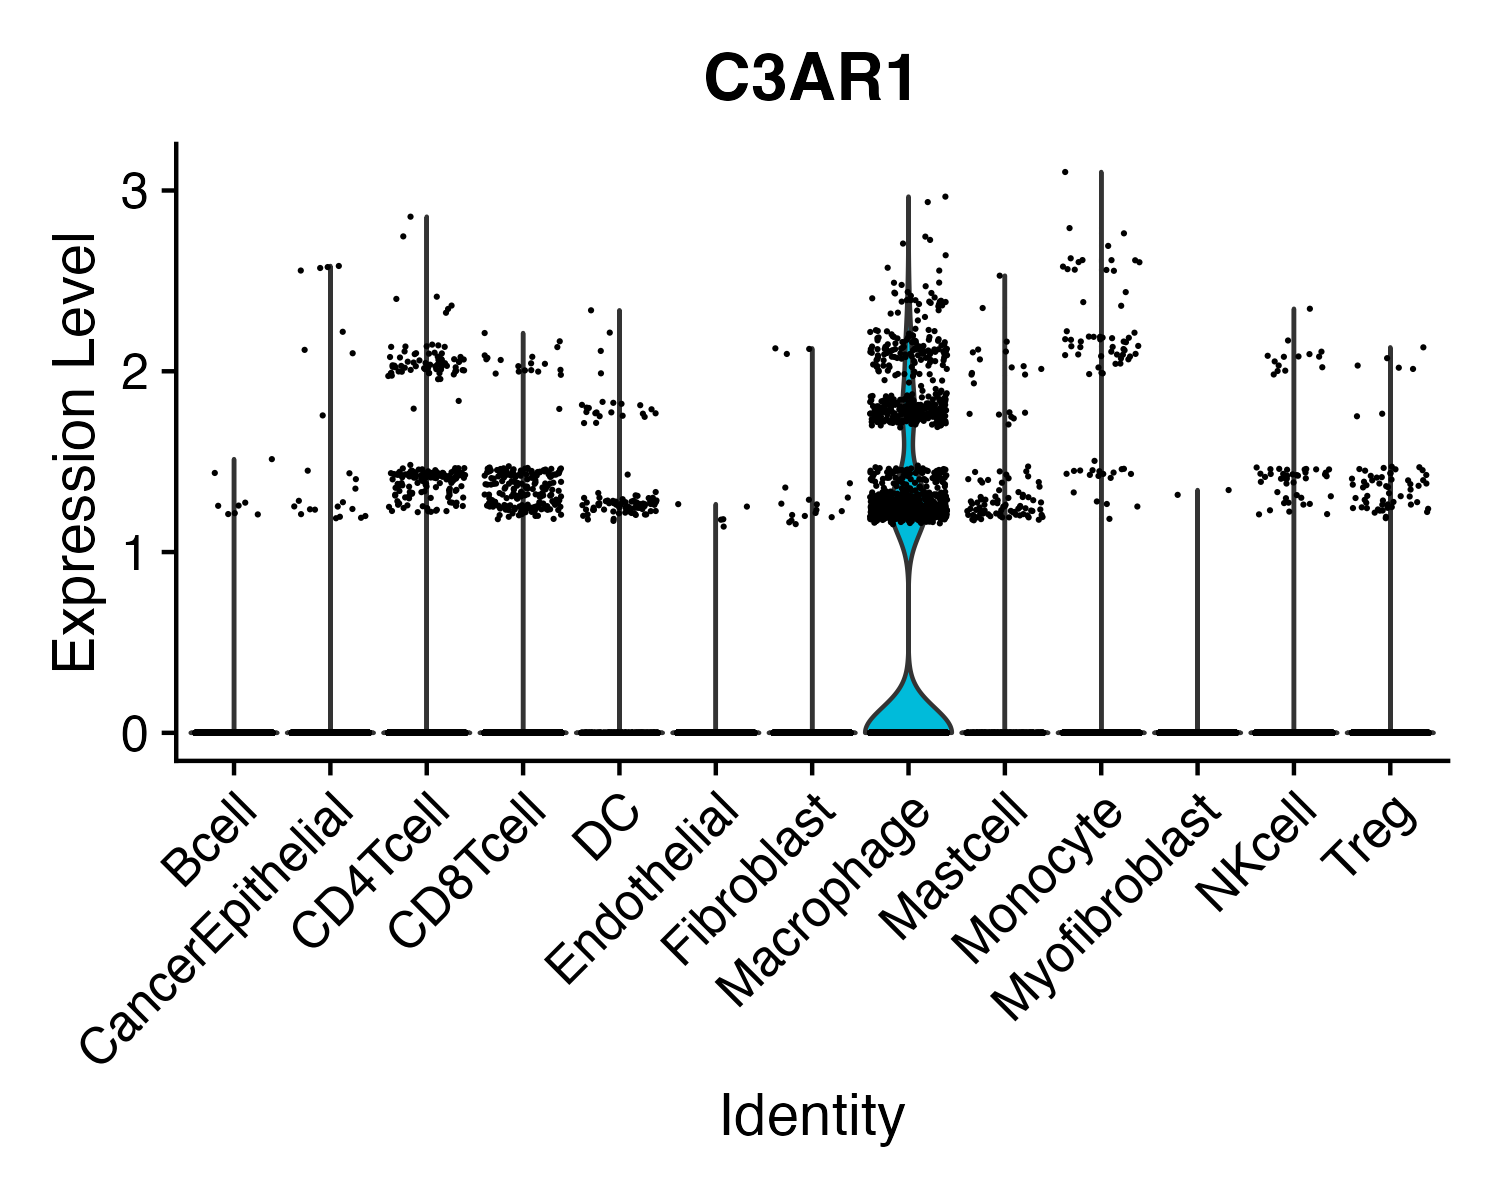 C3AR1
Expression Level
3
2
1
0
Bcell
CancerEpithelial
CD4Tcell
CD8Tcell
DC
Endothelial
Fibroblast
Macrophage
Mastcell
Monocyte
Myofibroblast
NKcell
Treg
Identity